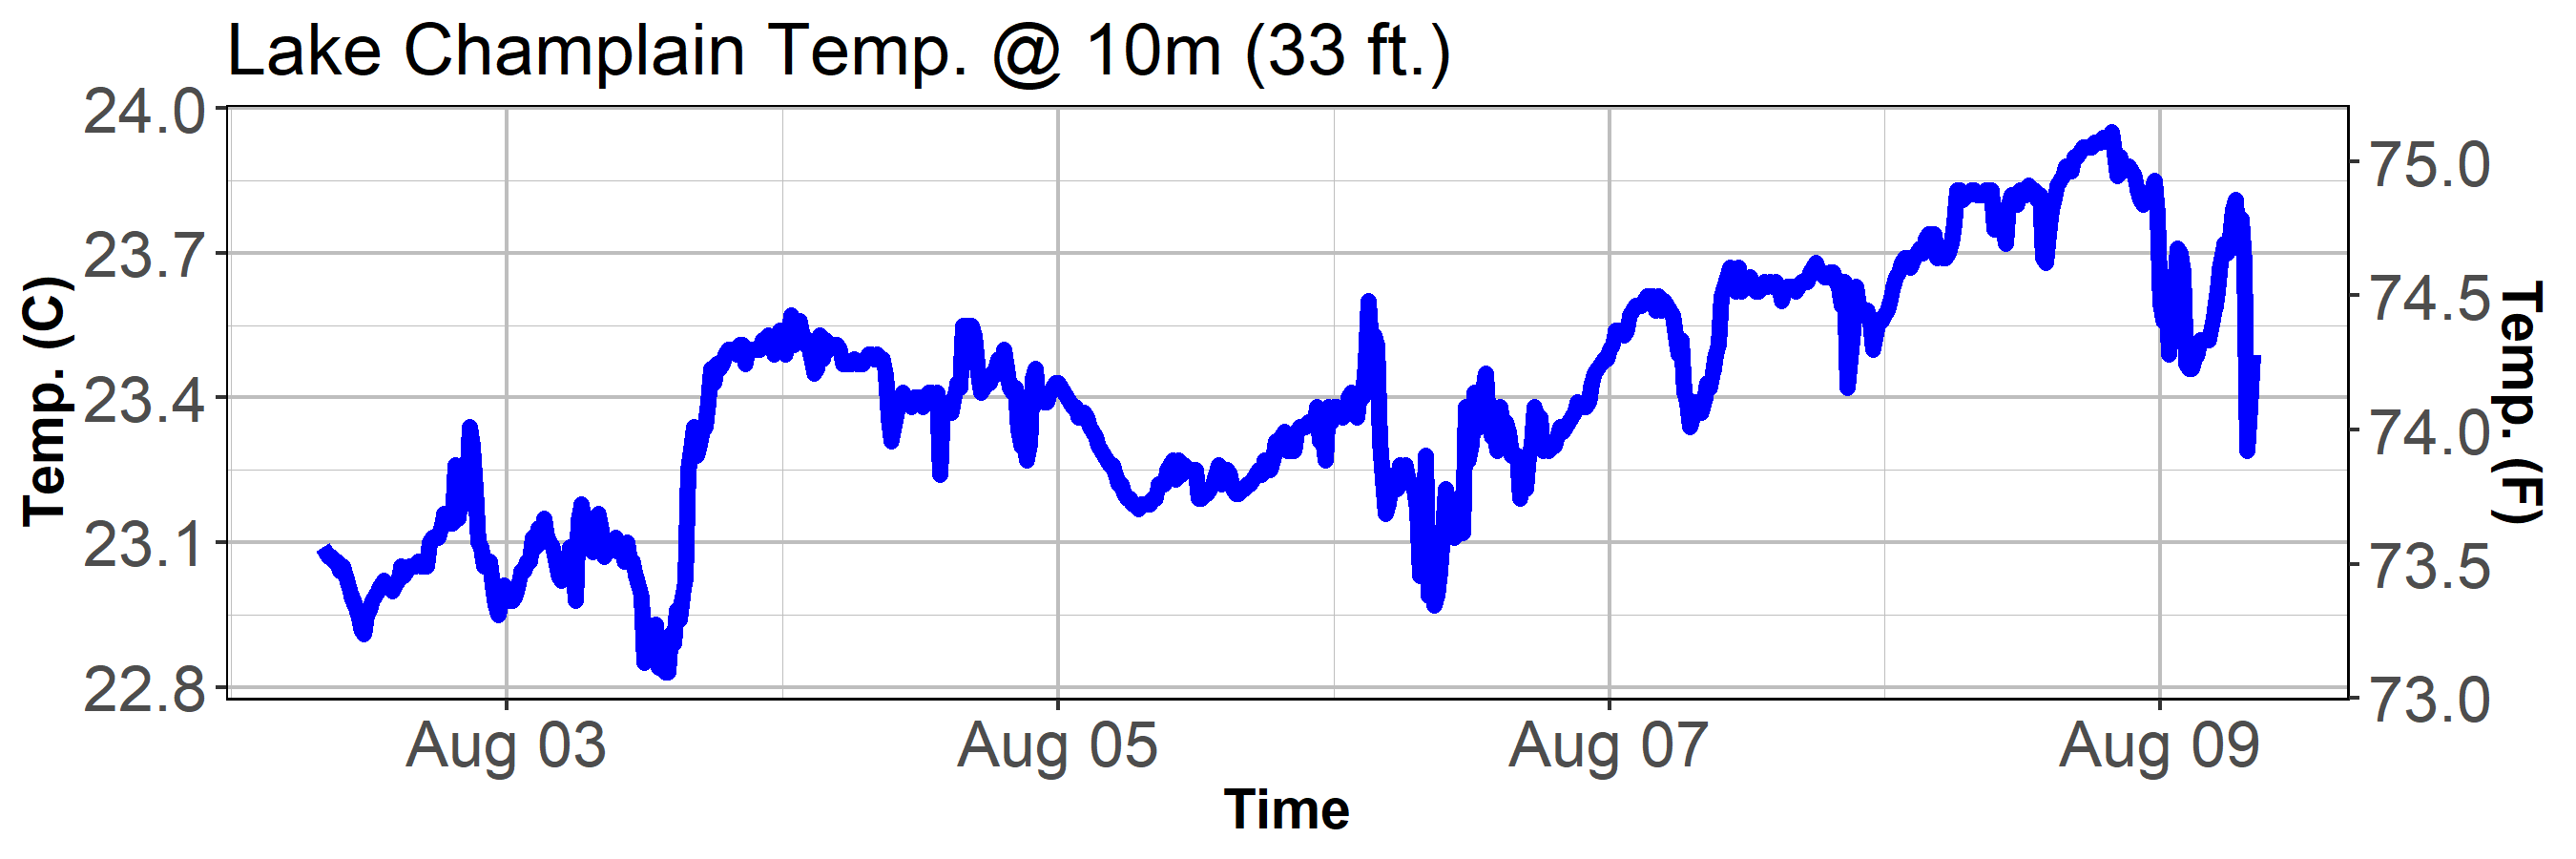 Lake Champlain Temp. @ 10m (33 ft.)
24.0
23.7
23.4
23.1
22.8
Temp. (C)
75.0
74.5
74.0
73.5
73.0
Temp. (F)
Aug 03 Aug 05 Aug 07 Aug 09
Time